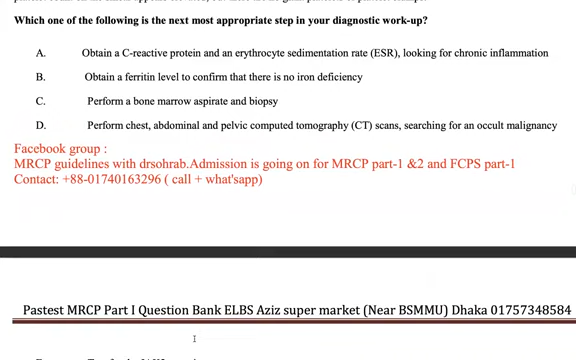 Which one of the following is the next most appropriate step in your diagnostic work-up?
A. Obtain a C-reactive protein and an erythrocyte sedimentation rate (ESR), looking for chronic inflammation
B. Obtain a ferritin level to confirm that there is no iron deficiency
C. Perform a bone marrow aspirate and biopsy
D. Perform chest, abdominal and pelvic computed tomography (CT) scans, searching for an occult malignancy
Facebook group :
MRCP guidelines with drsohrab.Admission is going on for MRCP part-1 &2 and FCPS part-1
Contact: +88-01740163296 ( call + what'sapp)
Pastest MRCP Part I Question Bank ELBS Aziz super market (Near BSMMU) Dhaka 01757348584